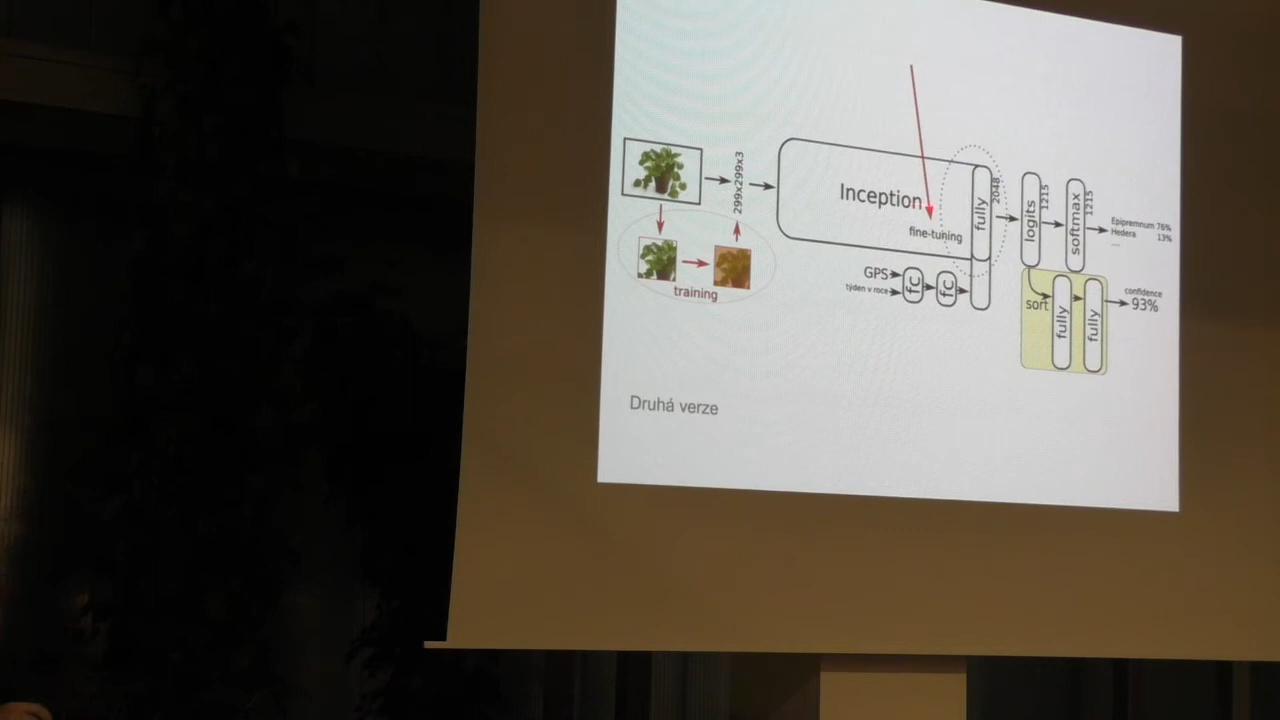 299x299x3
Inception
fine-tuning
fully
2048
logits
1215
softmax
1215
Epipremnum 76%
Hedera 13%
....
training
GPS
týden v roce
fc
fc
sort
fully
fully
confidence
93%
Druhá verze